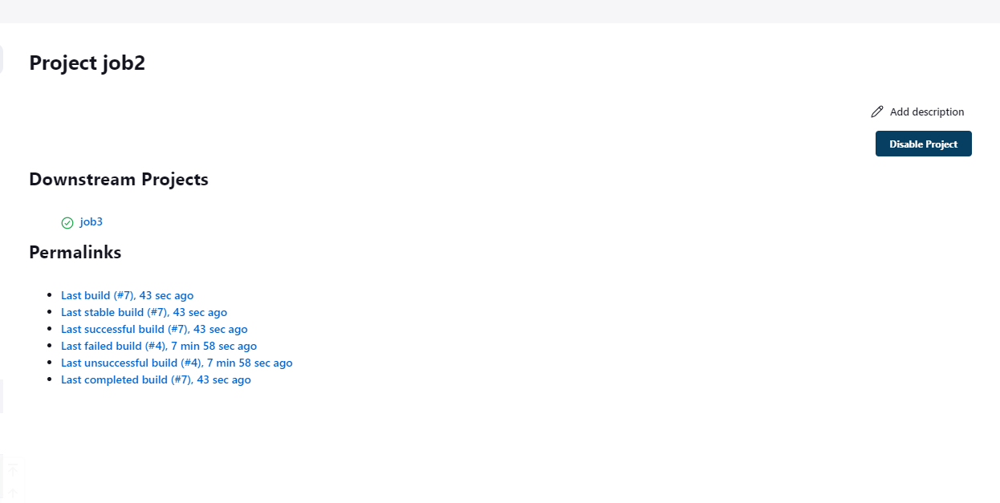 Project job2
Add description
Disable Project
Downstream Projects
job3
Permalinks
Last build (#7), 43 sec ago
Last stable build (#7), 43 sec ago
Last successful build (#7), 43 sec ago
Last failed build (#4), 7 min 58 sec ago
Last unsuccessful build (#4), 7 min 58 sec ago
Last completed build (#7), 43 sec ago